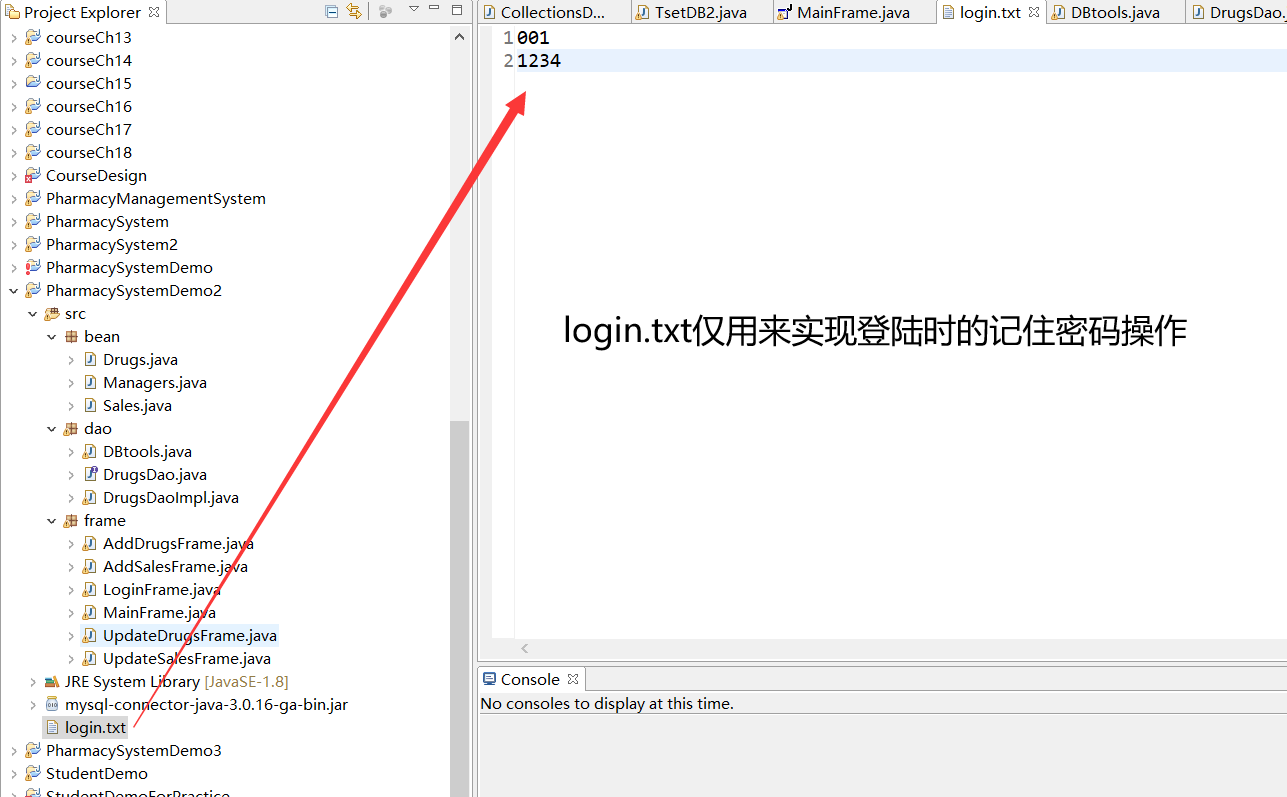 Project Explorer
courseCh13
courseCh14
courseCh15
courseCh16
courseCh17
courseCh18
CourseDesign
PharmacyManagementSystem
PharmacySystem
PharmacySystem2
PharmacySystemDemo
PharmacySystemDemo2
src
bean
Drugs.java
Managers.java
Sales.java
dao
DBtools.java
DrugsDao.java
DrugsDaoImpl.java
frame
AddDrugsFrame.java
AddSalesFrame.java
LoginFrame.java
MainFrame.java
UpdateDrugsFrame.java
UpdateSalesFrame.java
JRE System Library [JavaSE-1.8]
mysql-connector-java-3.0.16-ga-bin.jar
login.txt
PharmacySystemDemo3
StudentDemo
StudentDemoForPractice
CollectionsD... TsetDB2.java MainFrame.java login.txt DBtools.java DrugsDao.
1 001
2 1234
login.txt仅用来实现登陆时的记住密码操作
Console
No consoles to display at this time.